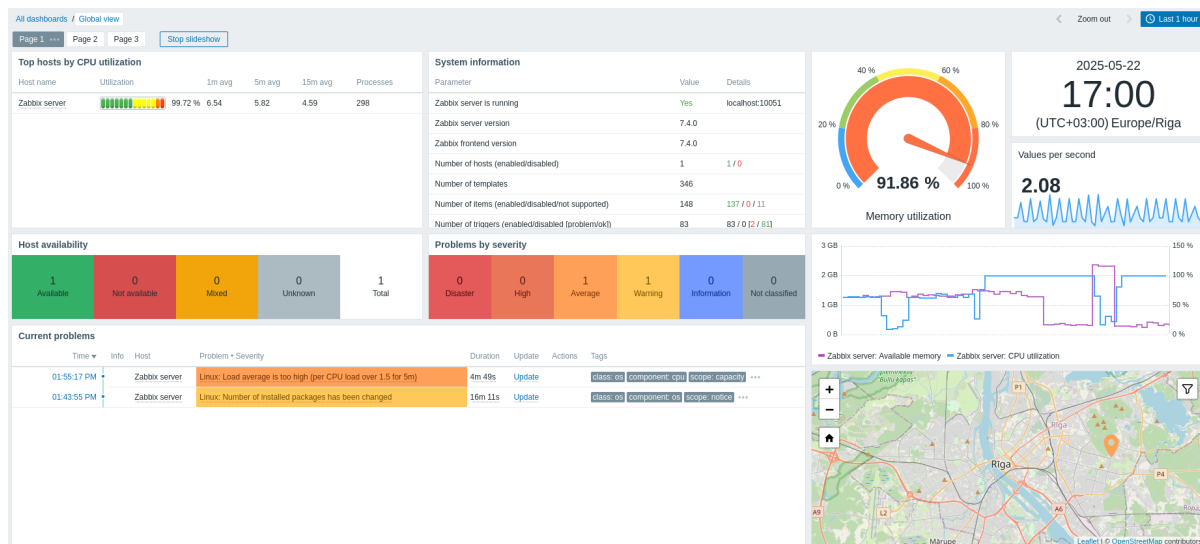 All dashboards / Global view
Zoom out
Last 1 hour
Page 1 •••
Page 2
Page 3
Stop slideshow
Top hosts by CPU utilization
Host name Utilization 1m avg 5m avg 15m avg Processes
Zabbix server 99.72 % 6.54 5.82 4.59 298
System information
Parameter Value Details
Zabbix server is running Yes localhost:10051
Zabbix server version 7.4.0
Zabbix frontend version 7.4.0
Number of hosts (enabled/disabled) 1 1 / 0
Number of templates 346
Number of items (enabled/disabled/not supported) 148 137 / 0 / 11
Number of triggers (enabled/disabled [problem/ok]) 83 83 / 0 [2 / 81]
40 % 60 %
20 % 80 %
0 % 91.86 % 100 %
Memory utilization
2025-05-22
17:00
(UTC+03:00) Europe/Riga
Values per second
2.08
Host availability
1 Available
0 Not available
0 Mixed
0 Unknown
1 Total
Problems by severity
0 Disaster
0 High
1 Average
1 Warning
0 Information
0 Not classified
3 GB 150 %
2 GB 100 %
1 GB 50 %
0 B 0 %
Zabbix server: Available memory Zabbix server: CPU utilization
Current problems
Time Info Host Problem • Severity Duration Update Actions Tags
01:55:17 PM Zabbix server Linux: Load average is too high (per CPU load over 1.5 for 5m) 4m 49s Update class: os component: cpu scope: capacity •••
01:43:55 PM Zabbix server Linux: Number of installed packages has been changed 16m 11s Update class: os component: os scope: notice •••
+
−
Bulļu kāpas"
P1
Rīga
Rīga
P4
A9
L2
A6
Mārupe
Leaflet | © OpenStreetMap contributors